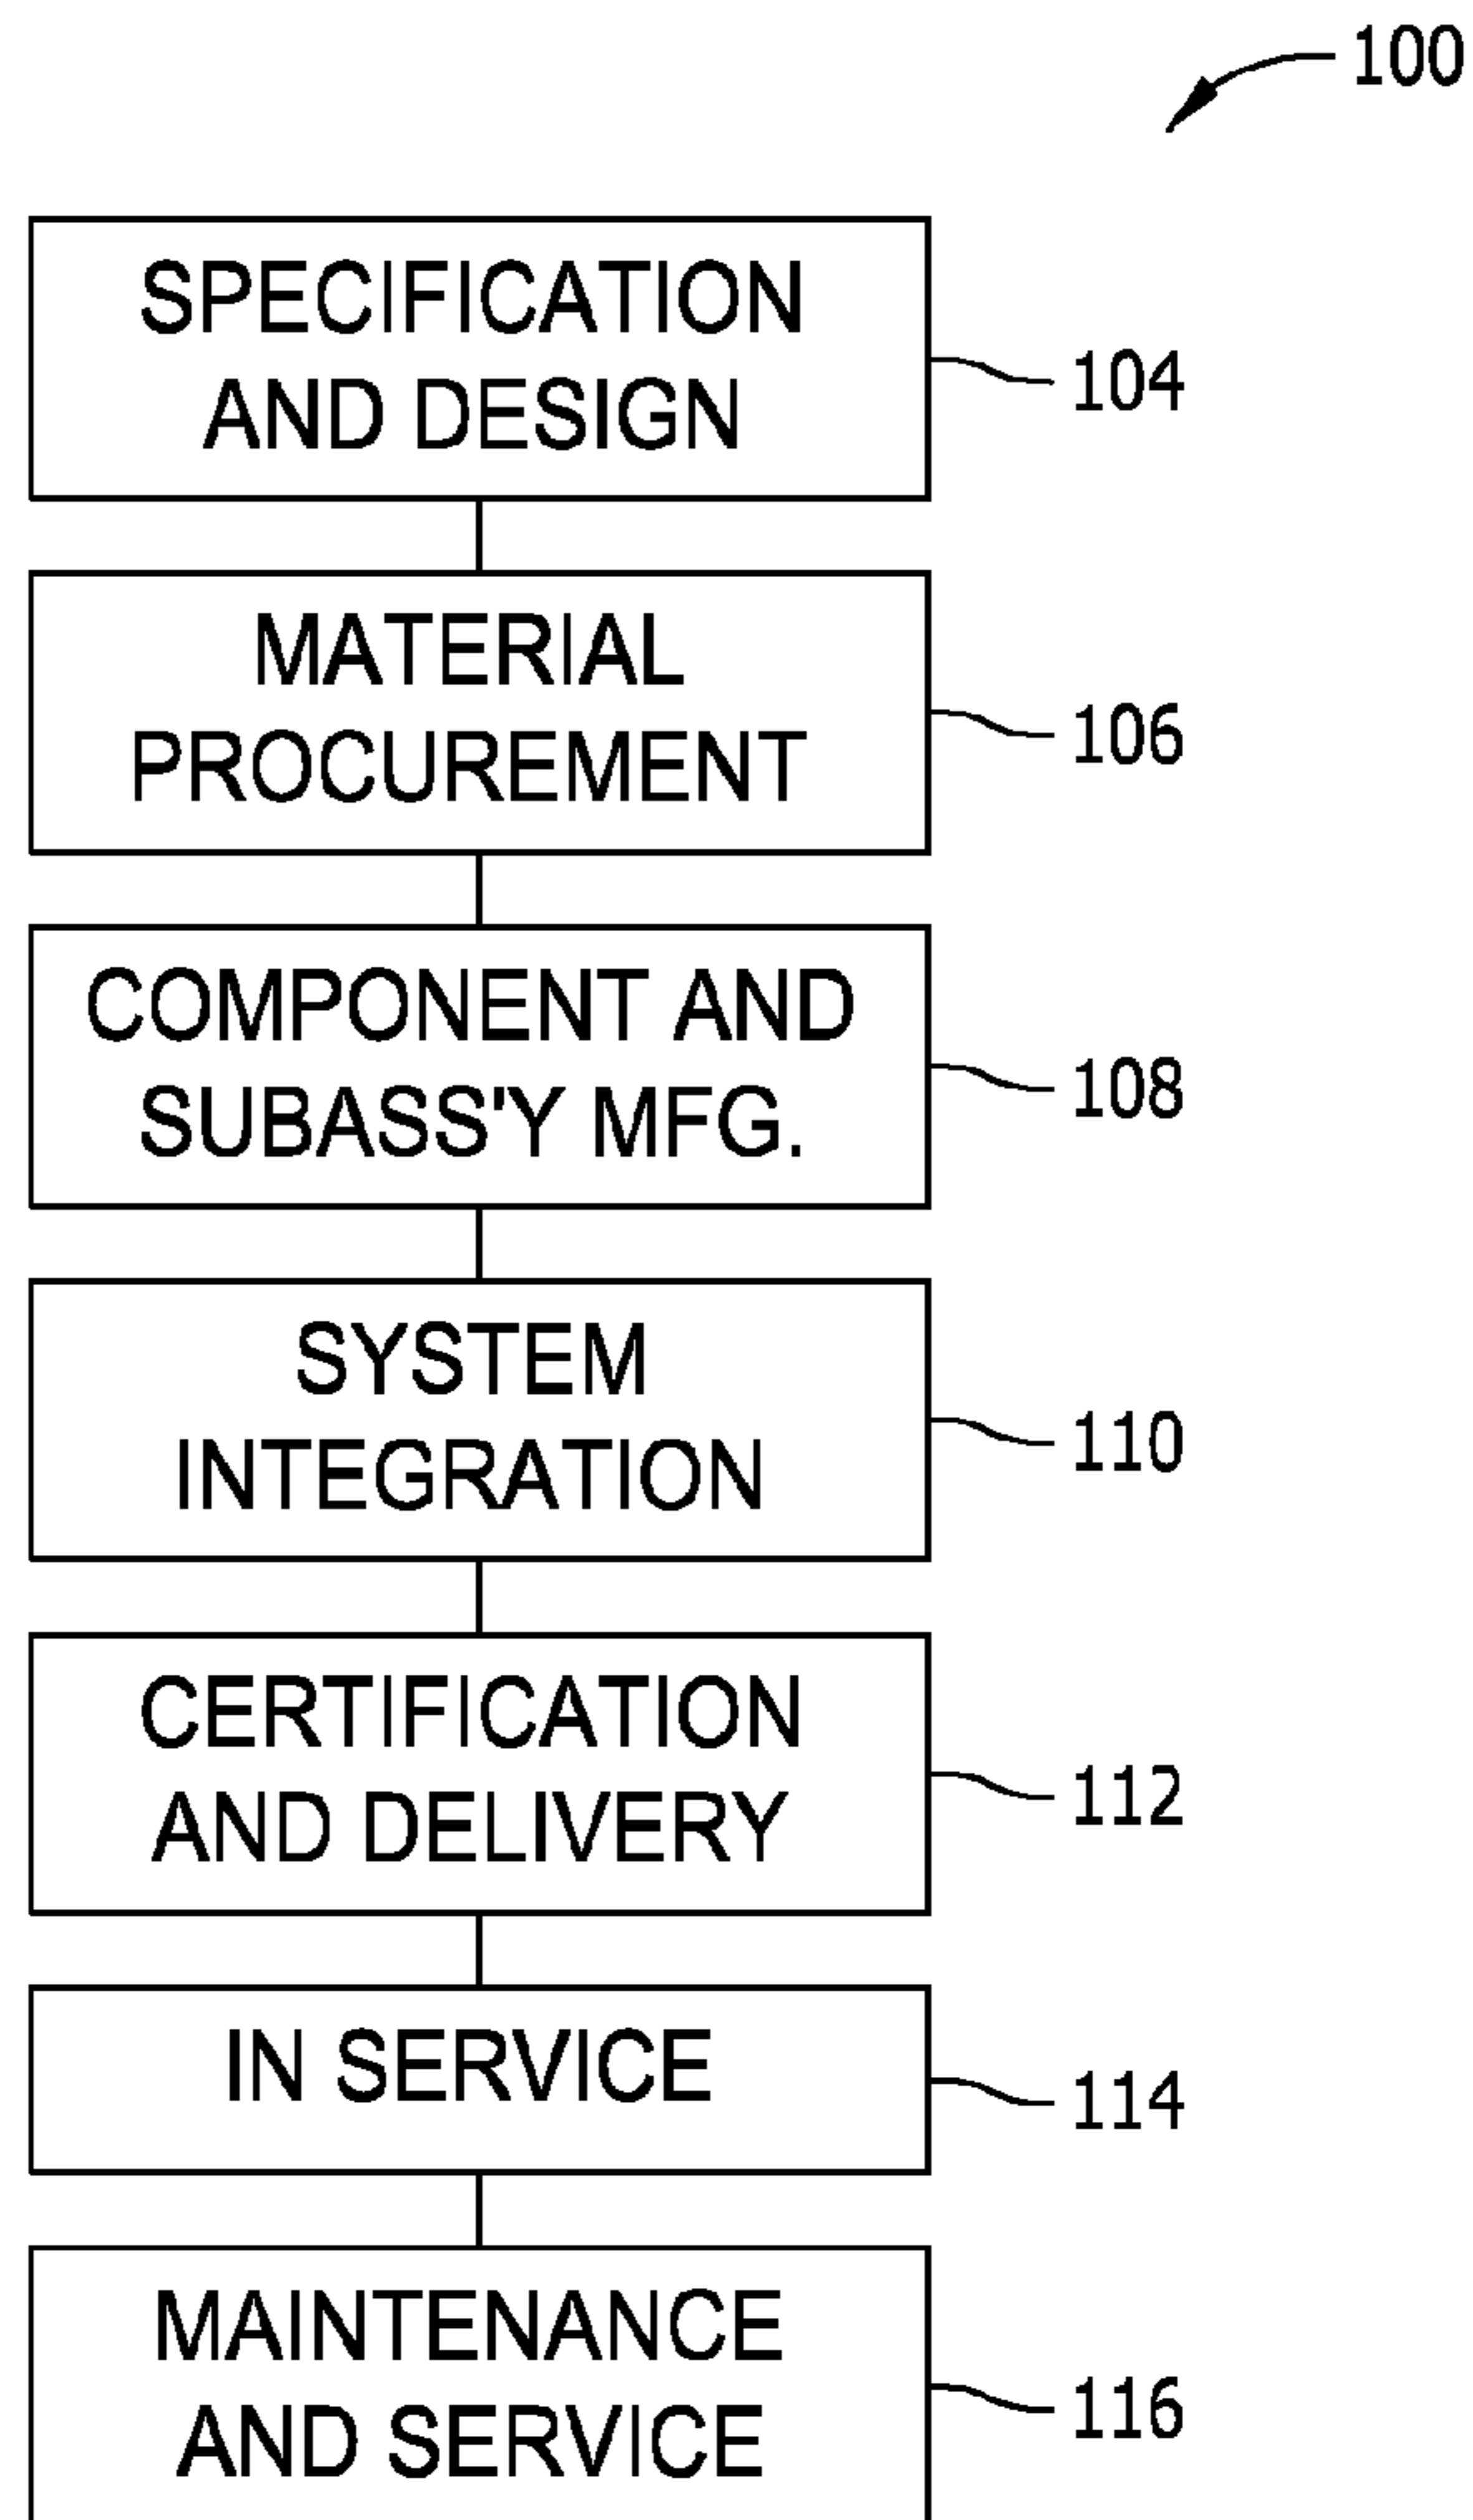 100
SPECIFICATION
AND DESIGN
104
MATERIAL
PROCUREMENT
106
COMPONENT AND
SUBASS'Y MFG.
108
SYSTEM
INTEGRATION
110
CERTIFICATION
AND DELIVERY
112
IN SERVICE
114
MAINTENANCE
AND SERVICE
116